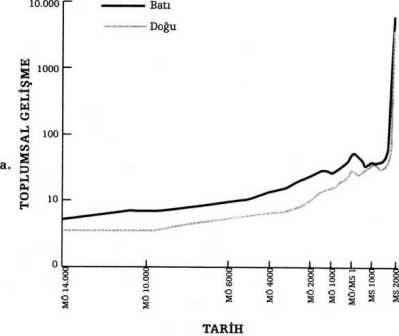 10.000
Batı
Doğu
1000
100
10
0
TOPLUMSAL GELİŞME
a.
MÖ 14.000
MÖ 10.000
MÖ 6000
MÖ 4000
MÖ 2000
MÖ 1000
MÖ/MS 1
MS 1000
MS 2000
TARİH